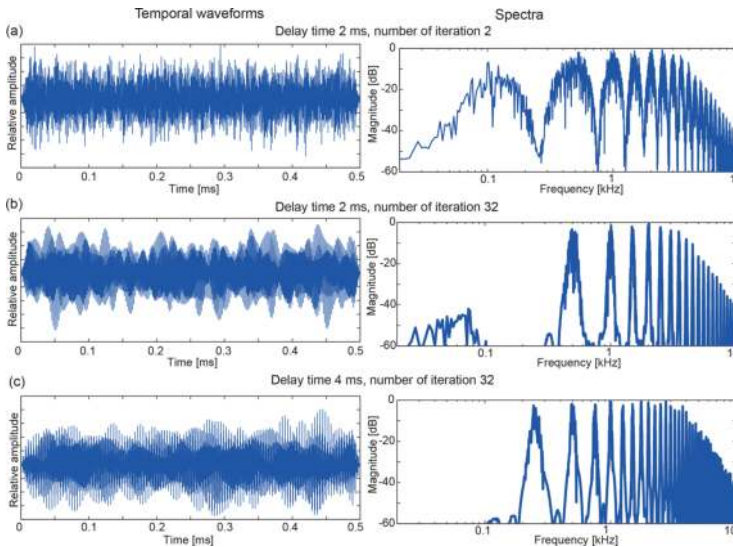 Temporal waveforms
Spectra
(a)
Delay time 2 ms, number of iteration 2
Relative amplitude
0 0.1 0.2 0.3 0.4 0.5
Time [ms]
Magnitude [dB]
0
-20
-40
-60
0.1 1
Frequency [kHz]
(b)
Delay time 2 ms, number of iteration 32
Relative amplitude
0 0.1 0.2 0.3 0.4 0.5
Time [ms]
Magnitude [dB]
0
-20
-40
-60
0.1 1
Frequency [kHz]
(c)
Delay time 4 ms, number of iteration 32
Relative amplitude
0 0.1 0.2 0.3 0.4 0.5
Time [ms]
Magnitude [dB]
0
-20
-40
-60
0.1 1 10
Frequency [kHz]